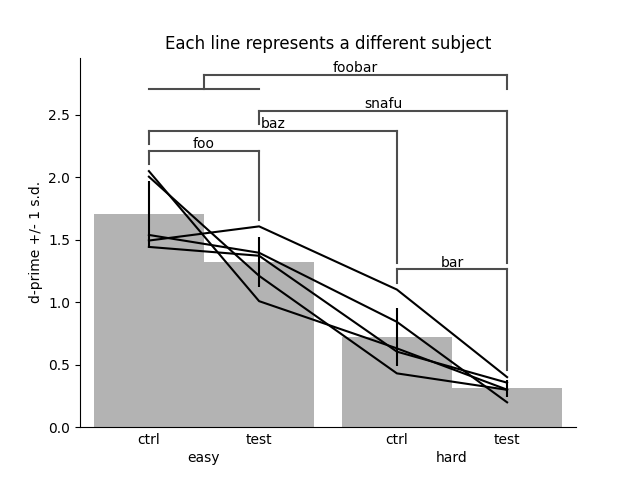 Each line represents a different subject
foobar
snafu
baz
foo
bar
d-prime +/- 1 s.d.
2.5
2.0
1.5
1.0
0.5
0.0
ctrl test ctrl test
easy hard